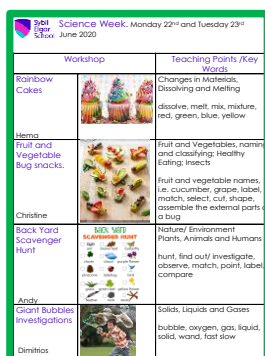 Sybil
Elgar
School
Science Week. Monday 22nd and Tuesday 23rd
June 2020
Workshop
Teaching Points /Key
Words
Rainbow
Cakes
Hema
Changes in Materials,
Dissolving and Melting
dissolve, melt, mix, mixture,
red, green, blue, yellow
Fruit and
Vegetable
Bug snacks.
Christine
Fruit and Vegetables, naming
and classifying; Healthy
Eating; Insects
Fruit and vegetable names,
i.e. cucumber, grape, label,
match, select, cut, shape,
assemble the external parts
a bug
Back Yard
Scavenger
Hunt
Andy
BACK YARD
SCAVENGER HUNT
Nature/ Environment
Plants, Animals and Humans
hunt, find out/ investigate,
observe, match, point, label,
compare
Giant Bubbles
Investigations
Dimitrios
Solids, Liquids and Gases
bubble, oxygen, gas, liquid,
solid, wand, fast slow